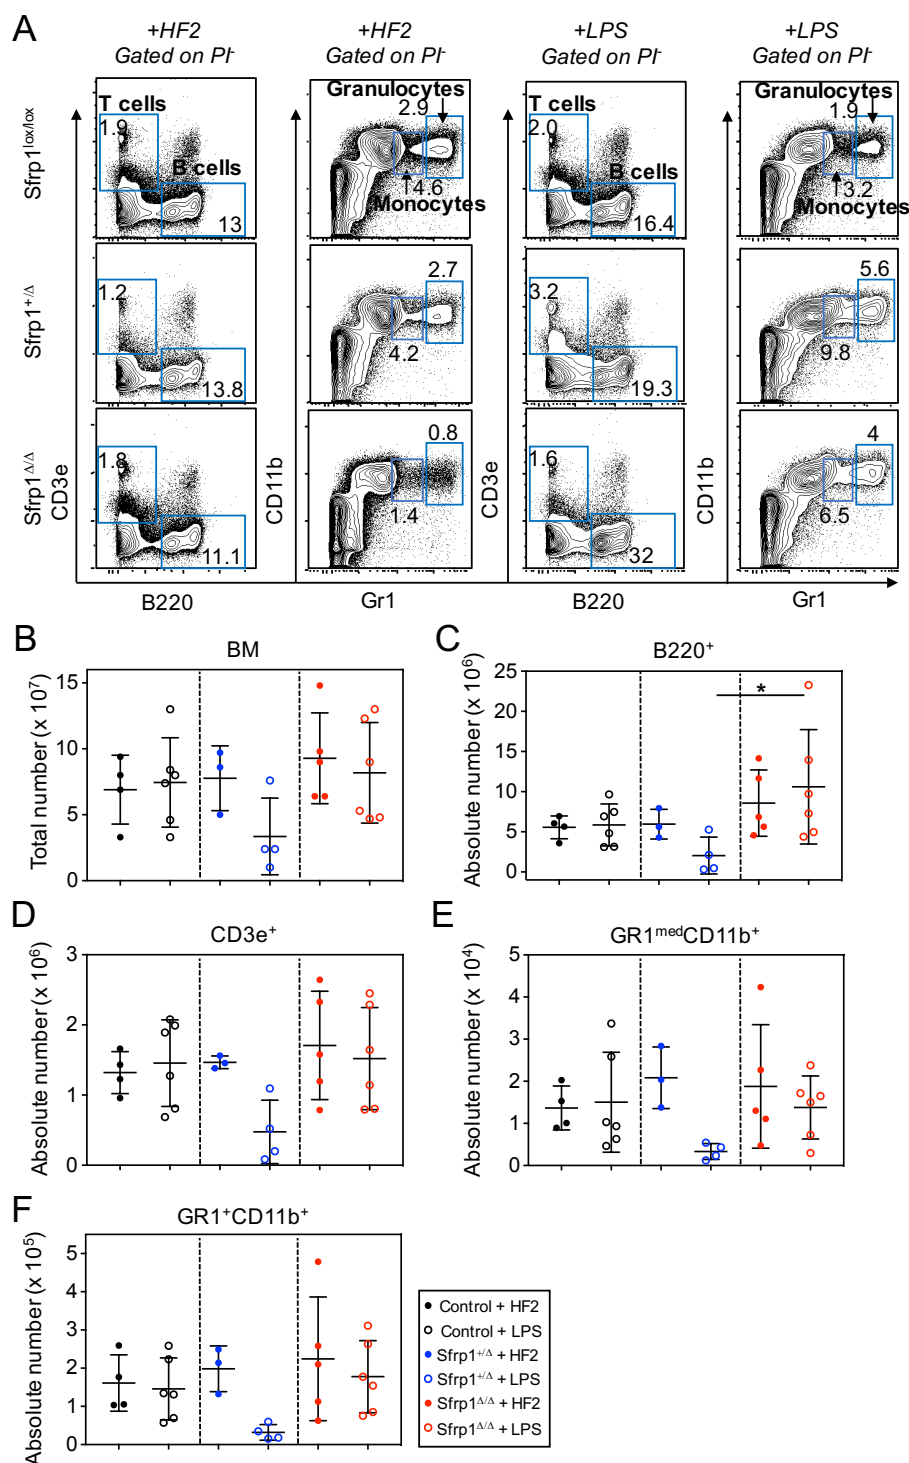 A
+HF2
Gated on PI-
+HF2
Gated on PI-
+LPS
Gated on PI-
+LPS
Gated on PI-
Sfrp1lox/lox
T cells
1.9
B cells
13
Granulocytes
2.9
4.6
Monocytes
T cells
2.0
B cells
16.4
Granulocytes
1.9
3.2
Monocytes
Sfrp1+/Δ
1.2
13.8
2.7
4.2
3.2
19.3
5.6
9.8
Sfrp1Δ/Δ
CD3e
1.8
11.1
CD11b
0.8
1.4
CD3e
1.6
32
CD11b
4
6.5
B220
Gr1
B220
Gr1
B
BM
Total number (x 10⁷)
15
10
5
0
C
B220⁺
Absolute number (x 10⁶)
25
20
15
10
5
0
*
D
CD3e⁺
Absolute number (x 10⁶)
3
2
1
0
E
GR1ᵐᵉᵈCD11b⁺
Absolute number (x 10⁴)
5
4
3
2
1
0
F
GR1⁺CD11b⁺
Absolute number (x 10⁵)
5
4
3
2
1
0
Control + HF2
Control + LPS
Sfrp1+/Δ + HF2
Sfrp1+/Δ + LPS
Sfrp1Δ/Δ + HF2
Sfrp1Δ/Δ + LPS